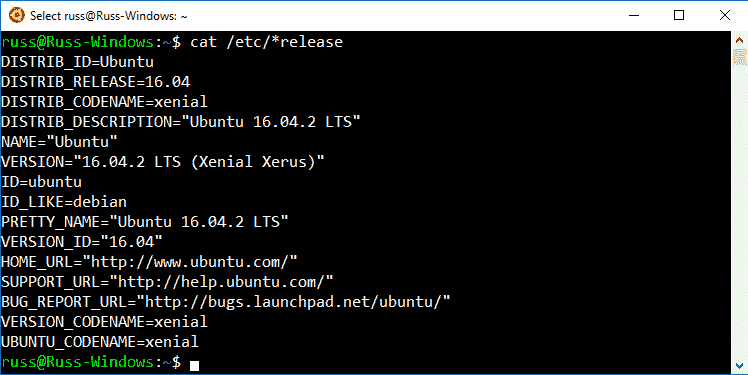 Select russ@Russ-Windows: ~
russ@Russ-Windows:~$ cat /etc/*release
DISTRIB_ID=Ubuntu
DISTRIB_RELEASE=16.04
DISTRIB_CODENAME=xenial
DISTRIB_DESCRIPTION="Ubuntu 16.04.2 LTS"
NAME="Ubuntu"
VERSION="16.04.2 LTS (Xenial Xerus)"
ID=ubuntu
ID_LIKE=debian
PRETTY_NAME="Ubuntu 16.04.2 LTS"
VERSION_ID="16.04"
HOME_URL="http://www.ubuntu.com/"
SUPPORT_URL="http://help.ubuntu.com/"
BUG_REPORT_URL="http://bugs.launchpad.net/ubuntu/"
VERSION_CODENAME=xenial
UBUNTU_CODENAME=xenial
russ@Russ-Windows:~$